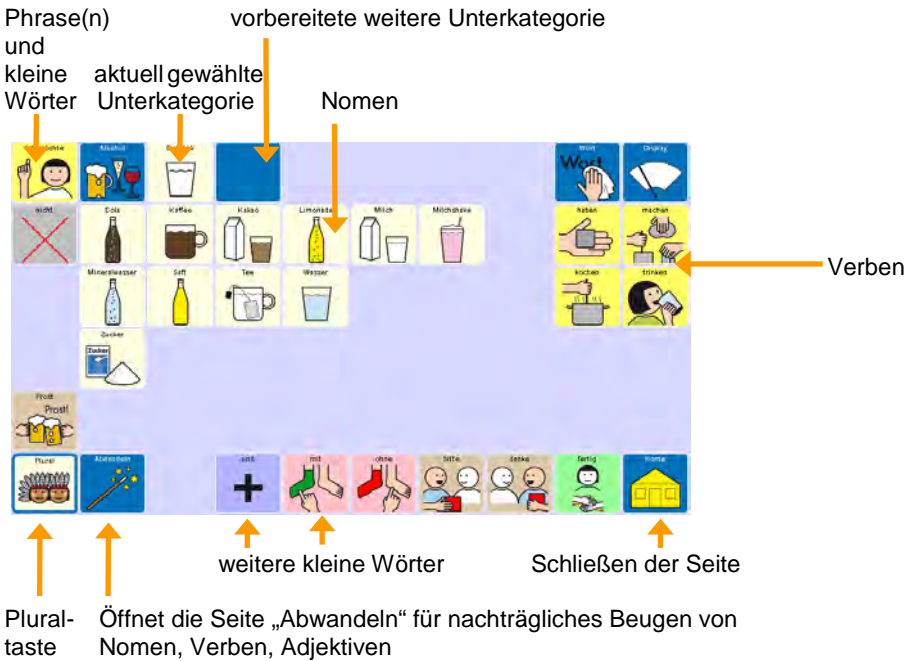 Phrase(n) und kleine Wörter
vorbereitete weitere Unterkategorie
aktuell gewählte Unterkategorie
Nomen
Alkohol
Wort
Display
Wort
nicht
Cola
Kaffee
Kakao
Limonade
Milch
Milchshake
haben
machen
Verben
Mineralwasser
Saft
Tee
Wasser
kochen
trinken
Zucker
Zucker
Prost
Prost!
Plural
Abwandeln
und
mit
ohne
bitte
danke
fertig
Home
weitere kleine Wörter
Schließen der Seite
Plural-
taste
Öffnet die Seite „Abwandeln“ für nachträgliches Beugen von
Nomen, Verben, Adjektiven